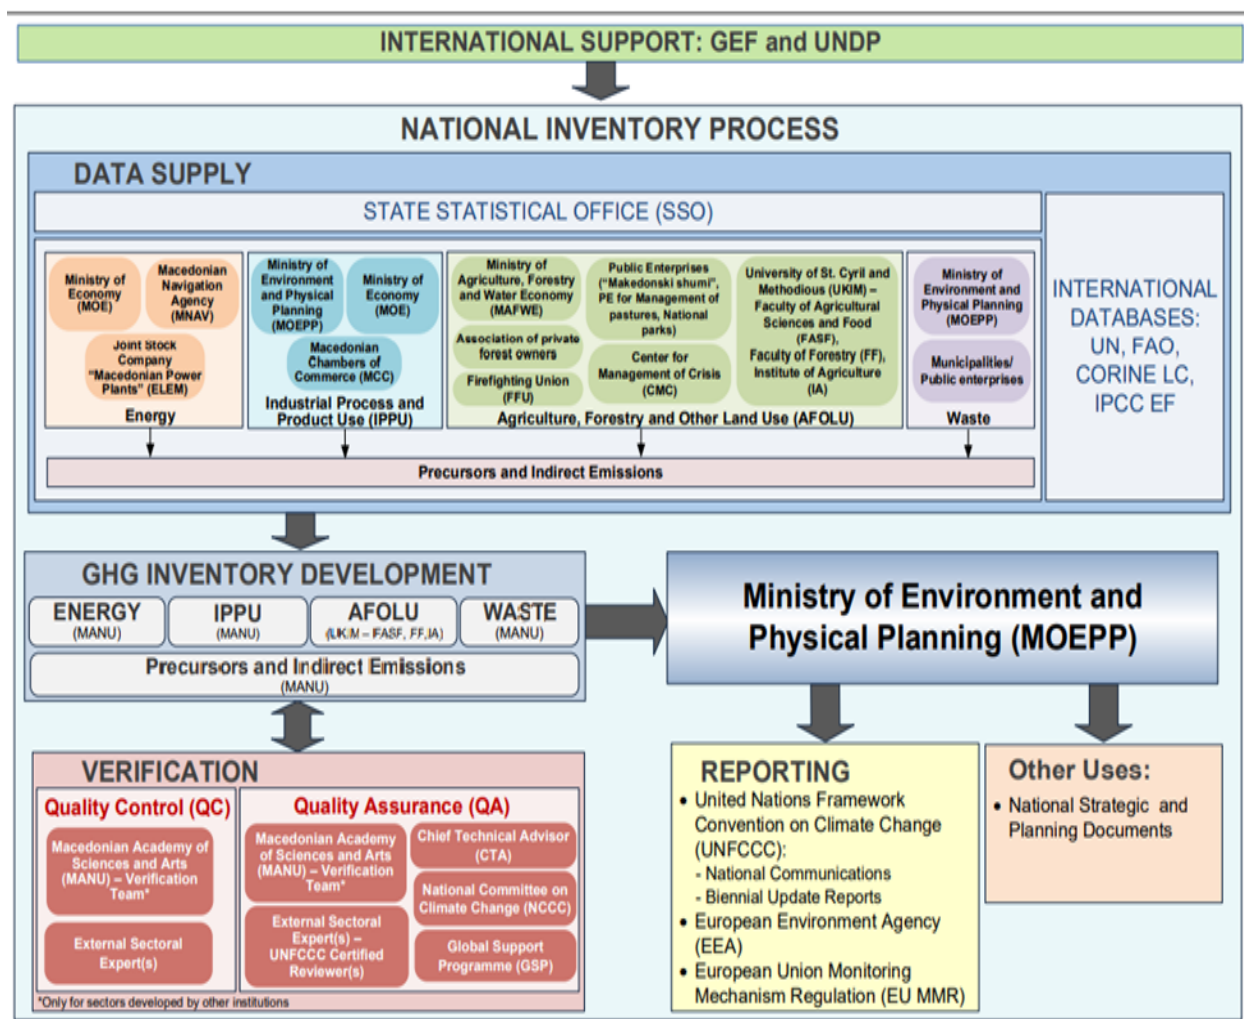 INTERNATIONAL SUPPORT: GEF and UNDP
NATIONAL INVENTORY PROCESS
DATA SUPPLY
STATE STATISTICAL OFFICE (SSO)
Ministry of
Economy
(MOE)
Macedonian
Navigation
Agency
(MNAV)
Joint Stock
Company
"Macedonian Power
Plants" (ELEM)
Energy
Ministry of
Environment
and Physical
Planning
(MOEPP)
Ministry of
Economy
(MOE)
Macedonian
Chambers of
Commerce (MCC)
Industrial Process and
Product Use (IPPU)
Ministry of
Agriculture, Forestry
and Water Economy
(MAFWE)
Association of private
forest owners
Firefighting Union
(FFU)
Public Enterprises
("Makedonski shumi",
PE for Management of
pastures, National
parks)
Center for
Management of Crisis
(CMC)
University of St. Cyril and
Methodious (UKIM) –
Faculty of Agricultural
Sciences and Food
(FASF),
Faculty of Forestry (FF),
Institute of Agriculture
(IA)
Agriculture, Forestry and Other Land Use (AFOLU)
Ministry of
Environment and
Physical Planning
(MOEPP)
Municipalities/
Public enterprises
Waste
Precursors and Indirect Emissions
INTERNATIONAL
DATABASES:
UN, FAO,
CORINE LC,
IPCC EF
GHG INVENTORY DEVELOPMENT
ENERGY
(MANU)
IPPU
(MANU)
AFOLU
(UKIM – FASF, FF,IA)
WASTE
(MANU)
Precursors and Indirect Emissions
(MANU)
Ministry of Environment and
Physical Planning (MOEPP)
VERIFICATION
Quality Control (QC)
Macedonian Academy of
Sciences and Arts
(MANU) – Verification
Team*
External Sectoral
Expert(s)
Quality Assurance (QA)
Macedonian Academy
of Sciences and Arts
(MANU) – Verification
Team*
External Sectoral
Expert(s) –
UNFCCC Certified
Reviewer(s)
Chief Technical Advisor
(CTA)
National Committee on
Climate Change (NCCC)
Global Support
Programme (GSP)
*Only for sectors developed by other institutions
REPORTING
• United Nations Framework
Convention on Climate Change
(UNFCCC):
- National Communications
- Biennial Update Reports
• European Environment Agency
(EEA)
• European Union Monitoring
Mechanism Regulation (EU MMR)
Other Uses:
• National Strategic and
Planning Documents